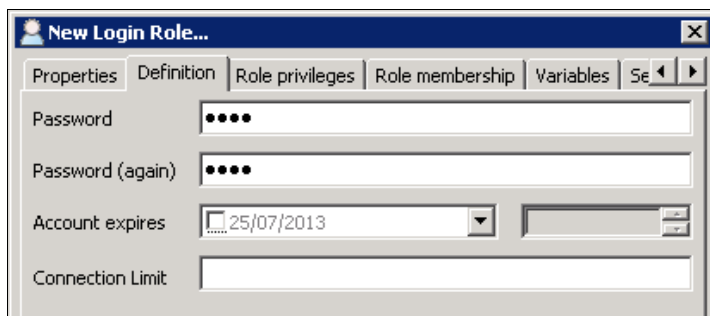 New Login Role...
Properties Definition Role privileges Role membership Variables Se
Password ••••
Password (again) ••••
Account expires 25/07/2013
Connection Limit